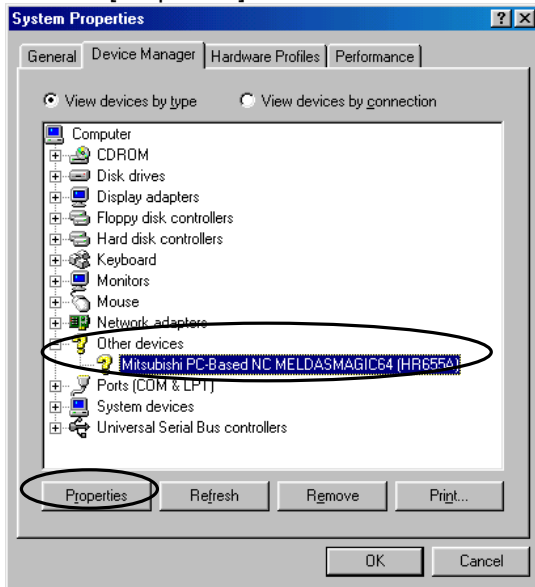 System Properties
General Device Manager Hardware Profiles Performance
View devices by type View devices by connection
Computer
CDROM
Disk drives
Display adapters
Floppy disk controllers
Hard disk controllers
Keyboard
Monitors
Mouse
Network adapters
Other devices
Mitsubishi PC-Based NC MELDASMAGIC64 (HR655A)
Ports (COM & LPT)
System devices
Universal Serial Bus controllers
Properties Refresh Remove Print...
OK Cancel